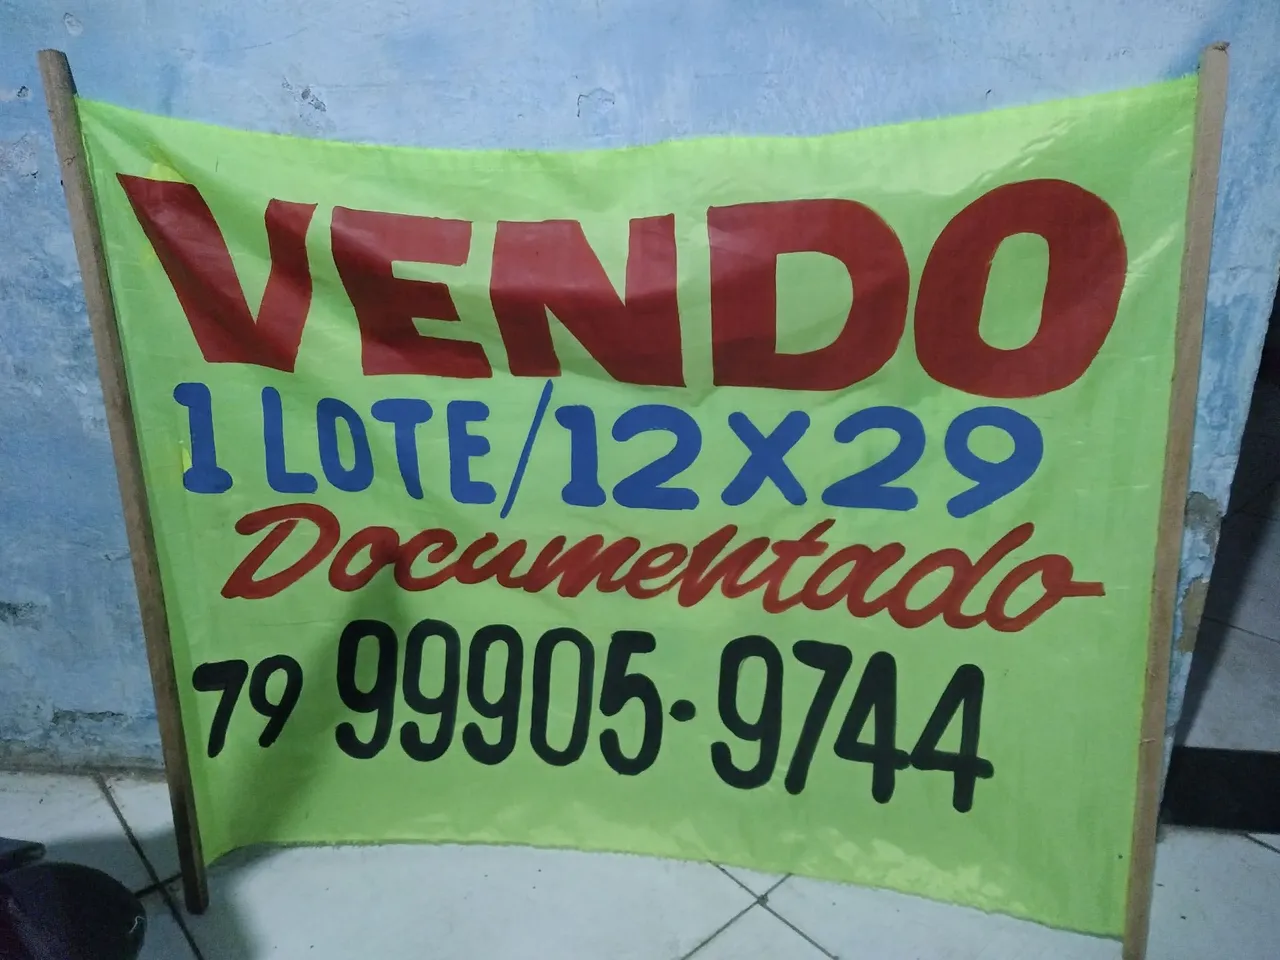 VENDO
1 LOTE/12X29
Documentado
79 99905-9744